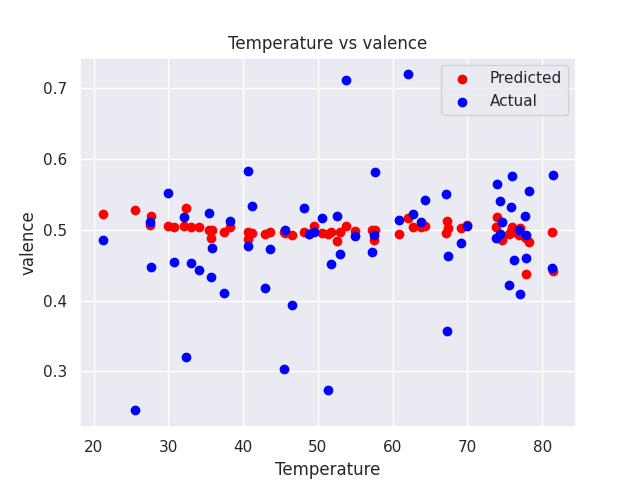 Temperature vs valence
Predicted
Actual
valence
0.7
0.6
0.5
0.4
0.3
20 30 40 50 60 70 80
Temperature